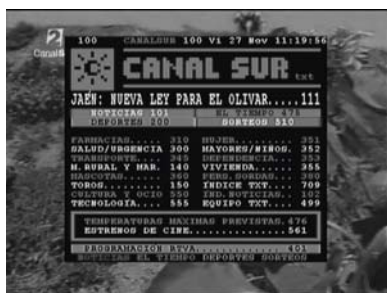 2
Canal
100 CANALSUR 100 Vi 27 Nov 11:19:56
CANAL SUR txt
JAÉN: NUEVA LEY PARA EL OLIVAR.....111
NOTICIAS 101 EL TIEMPO 475
DEPORTES 200 SORTEOS 510
FARMACIAS..... 310 MUJER......... 351
SALUD/URGENCIA 300 MAYORES/NIÑOS. 352
TRANSPORTE.... 345 DEPENDENCIA... 353
M.RURAL Y MAR. 140 VIVIENDA...... 355
MASCOTAS...... 360 PERS.SORDAS... 380
TOROS......... 150 ÍNDICE TXT.... 709
CULTURA Y OCIO 550 IND.NOTICIAS.. 102
TECNOLOGÍA.... 555 EQUIPO TXT.... 499
TEMPERATURAS MÁXIMAS PREVISTAS.476
ESTRENOS DE CINE...............561
PROGRAMACIÓN RTVA............. 401
NOTICIAS EL TIEMPO DEPORTES SORTEOS